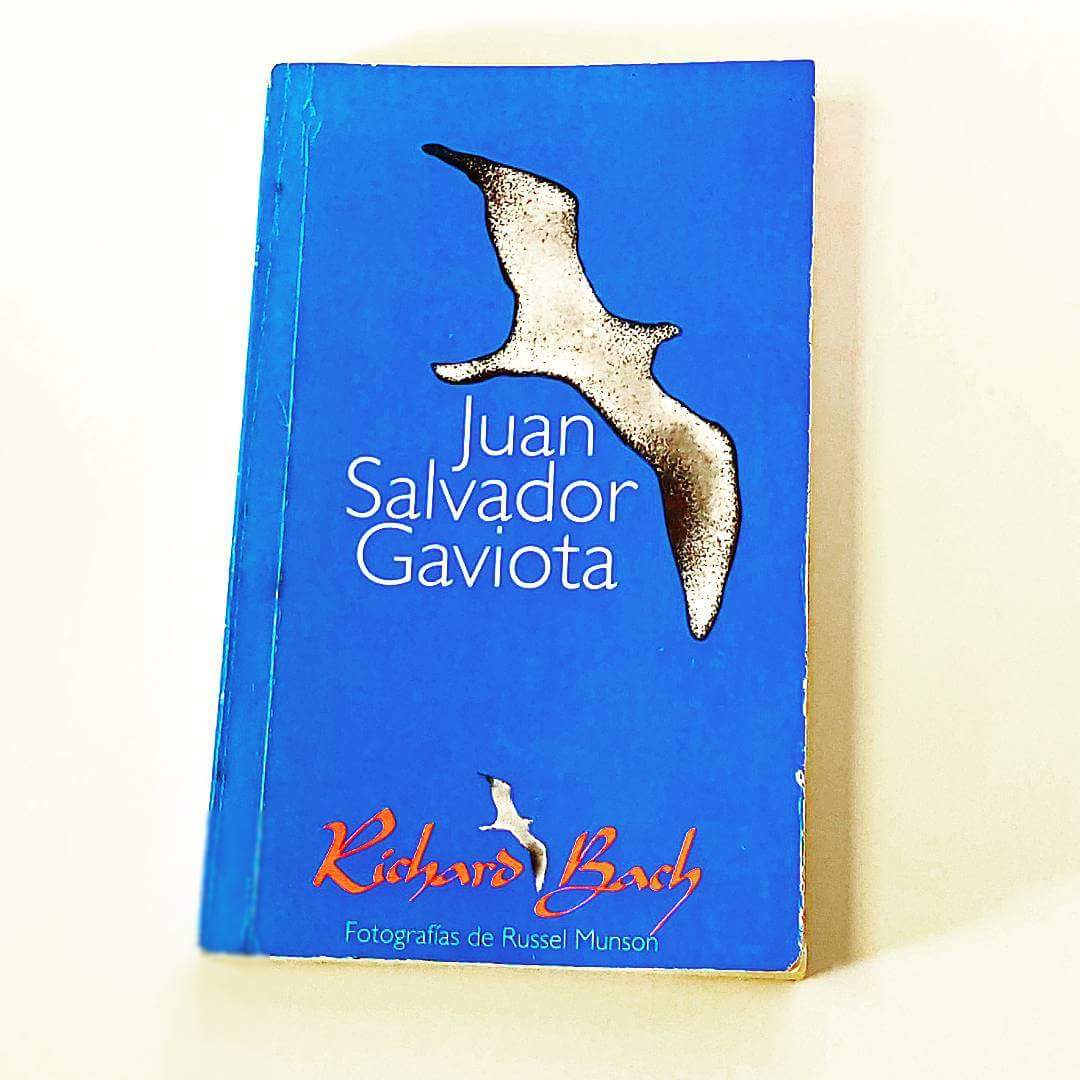 Juan
Salvador
Gaviota
Richard Bach
Fotografías de Russel Munson